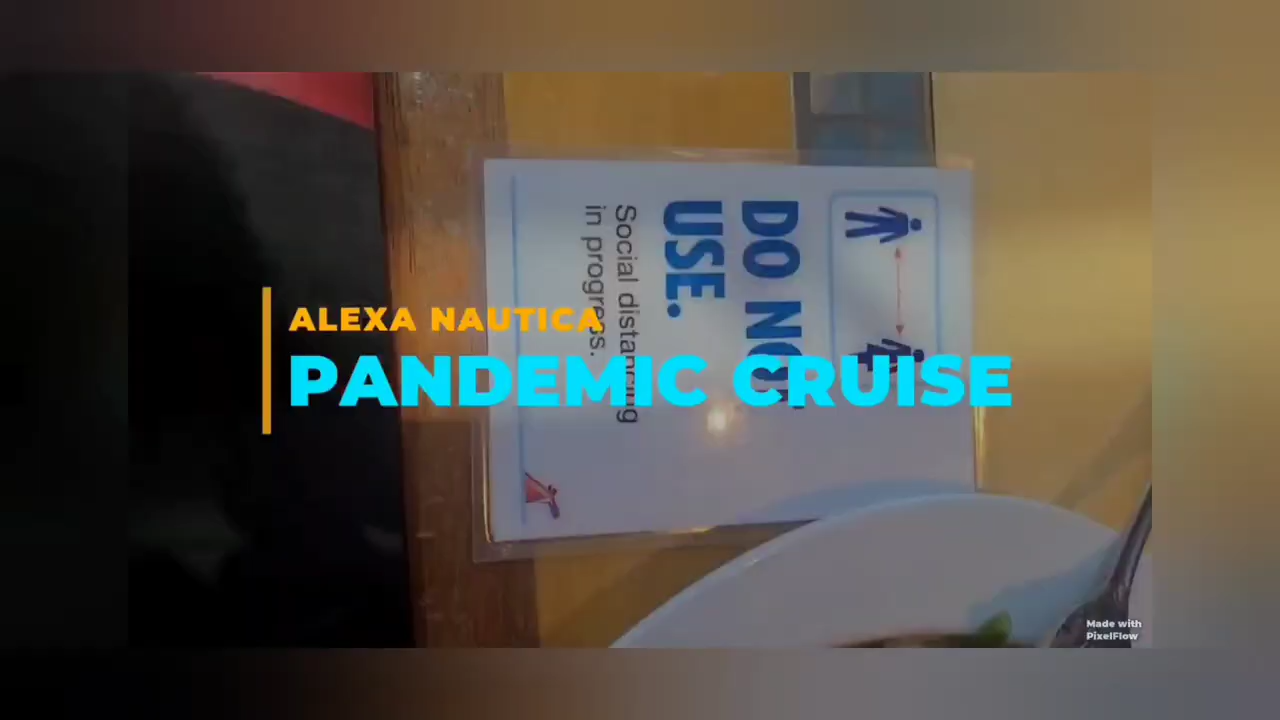 ALEXA NAUTICA
PANDEMIC CRUISE
DO NOT
USE.
Social distancing
in progress.
Made with
PixelFlow